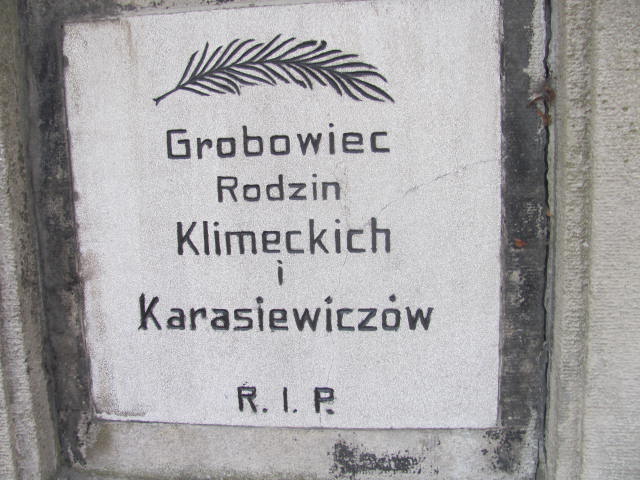 Grobowiec
Rodzin
Klimeckich
i
Karasiewiczów
R. I. P.